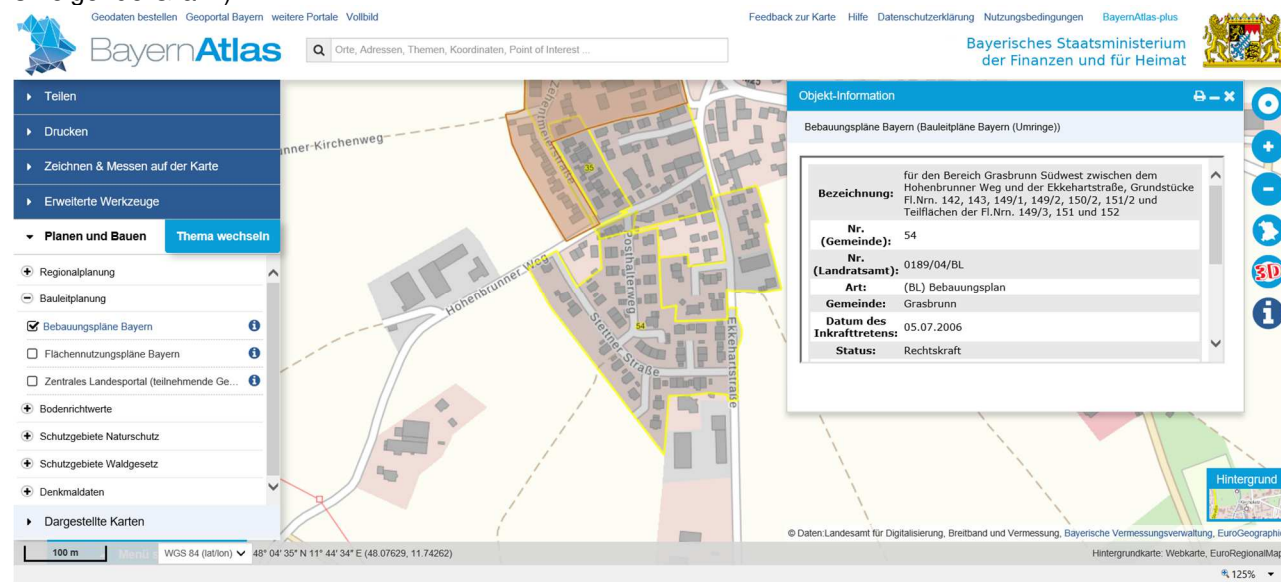 Geodaten bestellen Geoportal Bayern weitere Portale Vollbild
Feedback zur Karte Hilfe Datenschutzerklärung Nutzungsbedingungen BayernAtlas-plus
BayernAtlas
Orte, Adressen, Themen, Koordinaten, Point of Interest ...
Bayerisches Staatsministerium
der Finanzen und für Heimat
Teilen
Drucken
Zeichnen & Messen auf der Karte
Erweiterte Werkzeuge
Planen und Bauen Thema wechseln
Regionalplanung
Bauleitplanung
Bebauungspläne Bayern
Flächennutzungspläne Bayern
Zentrales Landesportal (teilnehmende Ge...
Bodenrichtwerte
Schutzgebiete Naturschutz
Schutzgebiete Waldgesetz
Denkmaldaten
Dargestellte Karten
nner-Kirchenweg
35
Hohenbrunner Weg
Posthalterweg
54
Stettner Straße
Ekkehartstraße
Objekt-Information
Bebauungspläne Bayern (Bauleitpläne Bayern (Umringe))
Bezeichnung: für den Bereich Grasbrunn Südwest zwischen dem
Hohenbrunner Weg und der Ekkehartstraße, Grundstücke
Fl.Nrn. 142, 143, 149/1, 149/2, 150/2, 151/2 und
Teilflächen der Fl.Nrn. 149/3, 151 und 152
Nr.
(Gemeinde): 54
Nr.
(Landratsamt): 0189/04/BL
Art: (BL) Bebauungsplan
Gemeinde: Grasbrunn
Datum des
Inkrafttretens: 05.07.2006
Status: Rechtskraft
3D
Hintergrund
© Daten:Landesamt für Digitalisierung, Breitband und Vermessung, Bayerische Vermessungsverwaltung, EuroGeographi
100 m WGS 84 (lat/lon) 48° 04' 35" N 11° 44' 34" E (48.07629, 11.74262)
Hintergrundkarte: Webkarte, EuroRegionalMap
125%